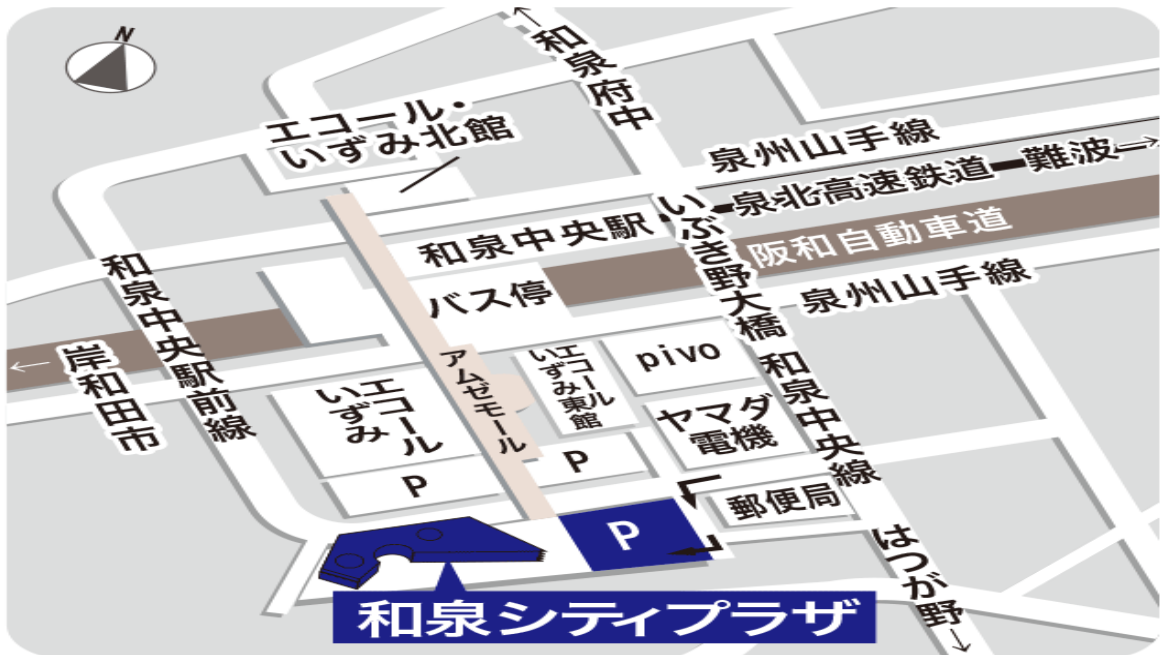 N
←和泉府中
エコール・
いずみ北館
泉州山手線
泉北高速鉄道
難波→
和泉中央駅
いぶき野大橋
阪和自動車道
泉州山手線
バス停
和泉中央駅前線
←岸和田市
アムゼモール
エコール
いずみ
エコール
いずみ東館
pivo
ヤマダ
電機
和泉中央線
P
P
郵便局
P
はつが野→
和泉シティプラザ